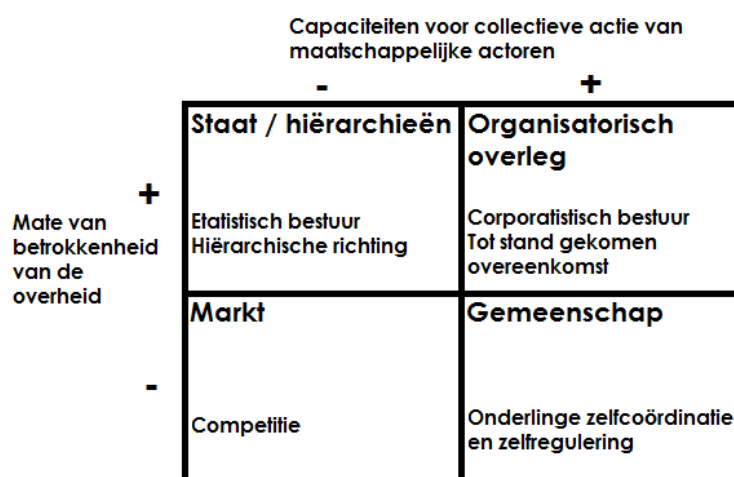 Capaciteiten voor collectieve actie van
maatschappelijke actoren
- +
Staat / hiërarchieën
Organisatorisch
overleg
+
Mate van
betrokkenheid
van de
overheid
Etatistisch bestuur
Hiërarchische richting
Corporatistisch bestuur
Tot stand gekomen
overeenkomst
Markt
Gemeenschap
-
Competitie
Onderlinge zelfcoördinatie
en zelfregulering